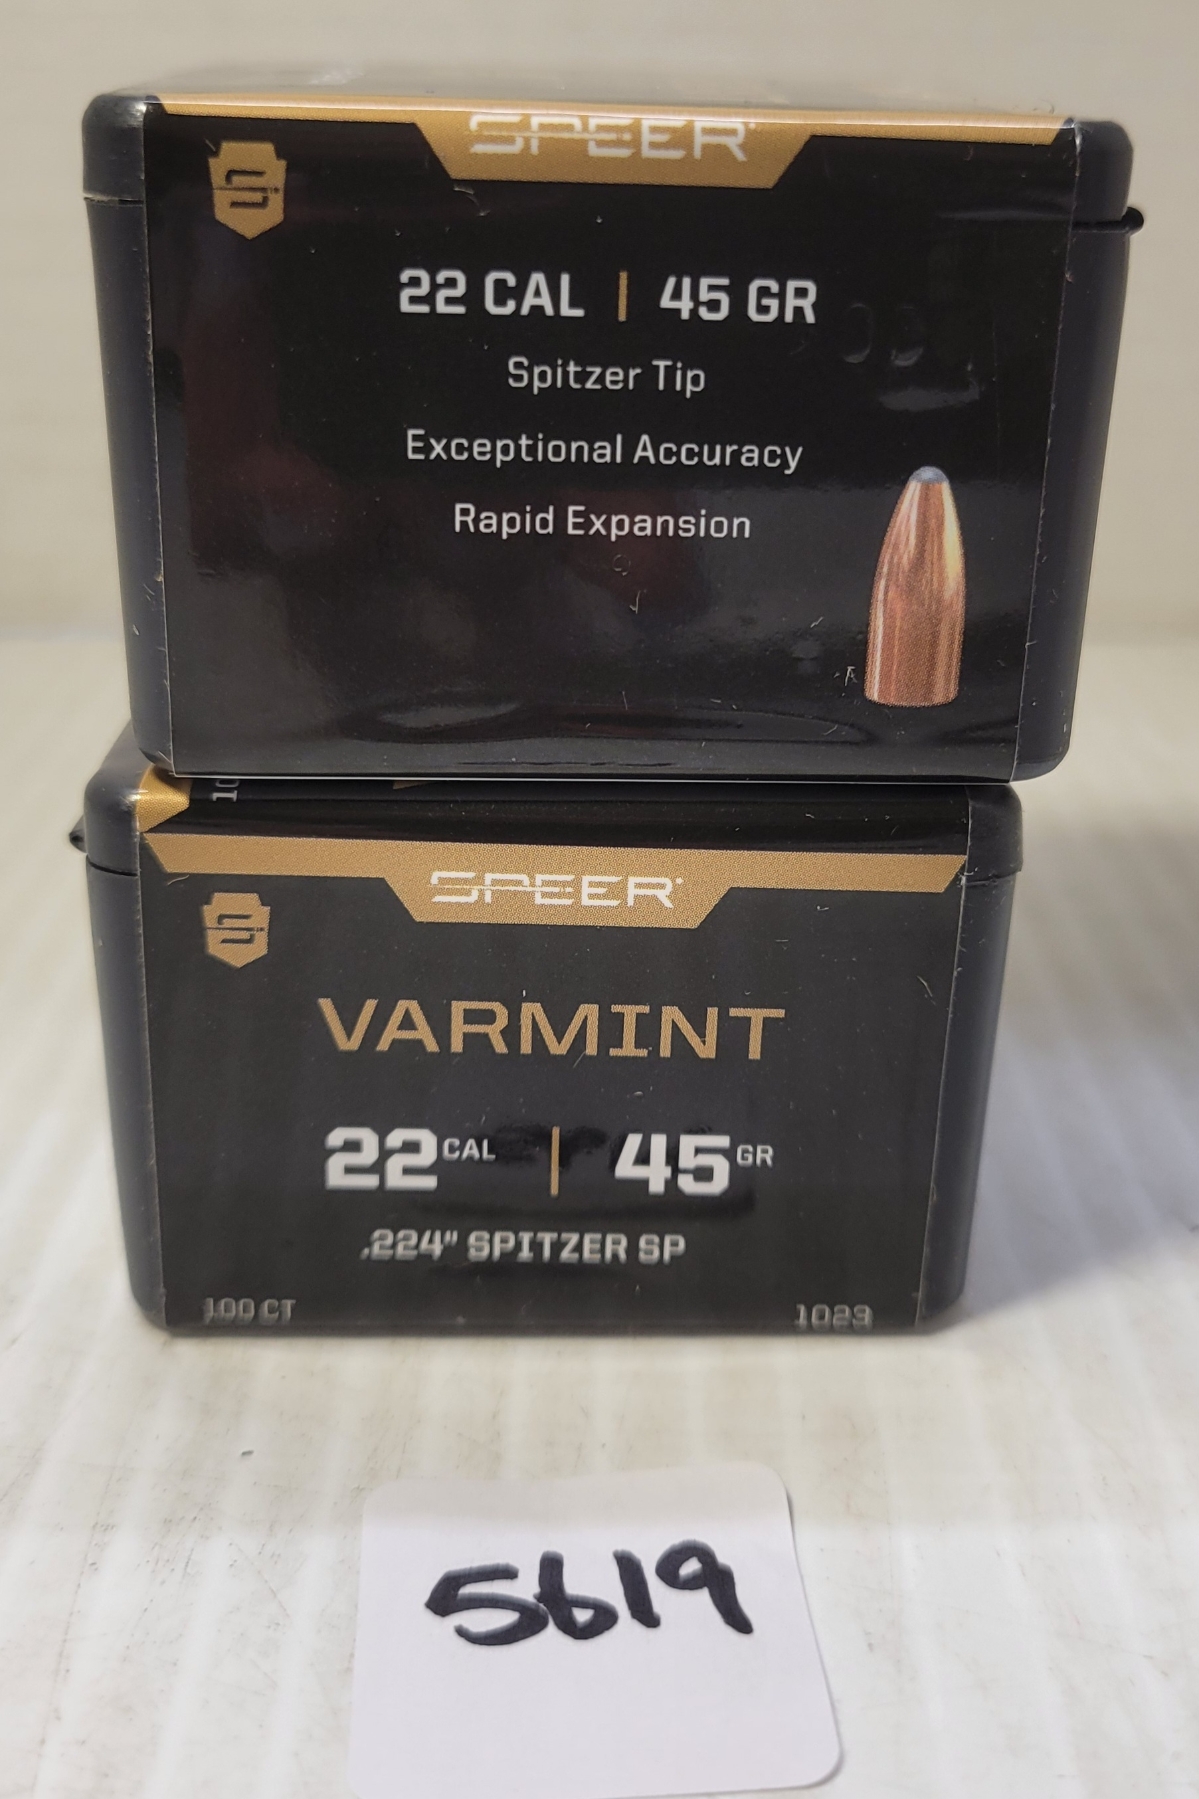 SPEER
22 CAL | 45 GR
Spitzer Tip
Exceptional Accuracy
Rapid Expansion
SPEER
VARMINT
22 CAL | 45 GR
.224" SPITZER SP
100 CT 1023
5619